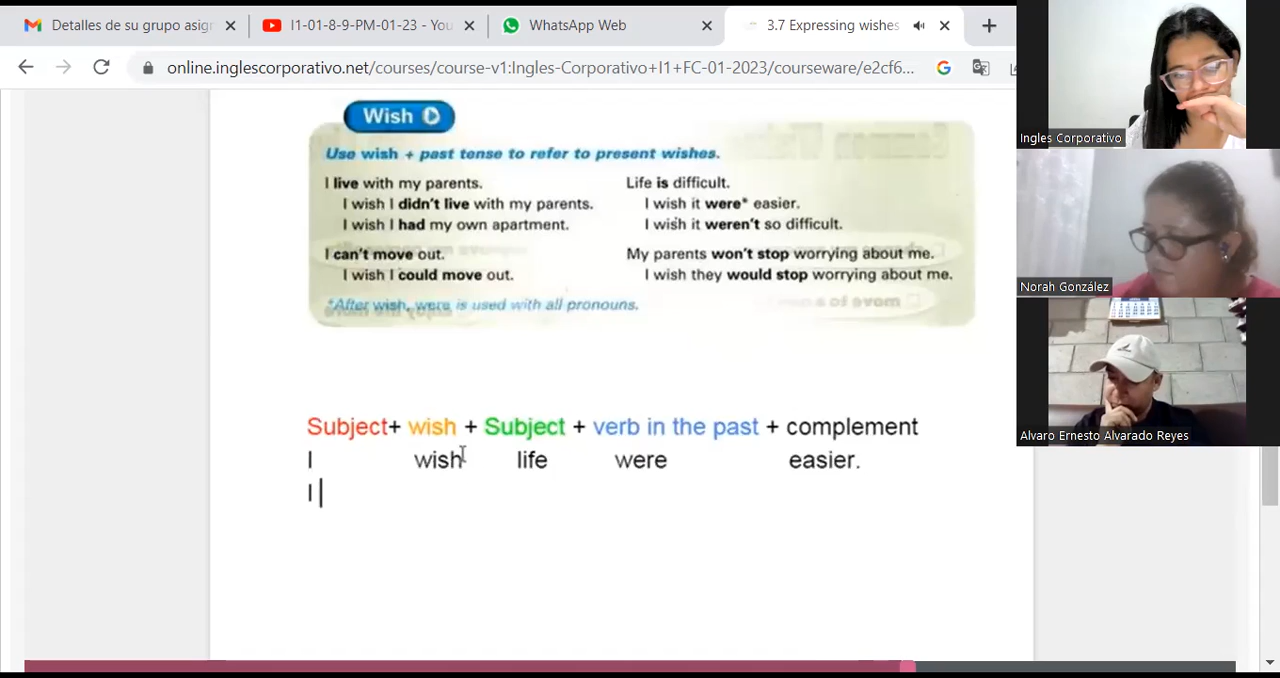 Detalles de su grupo asign
I1-01-8-9-PM-01-23 - You
WhatsApp Web
3.7 Expressing wishes
online.inglescorporativo.net/courses/course-v1:Ingles-Corporativo+I1+FC-01-2023/courseware/e2cf6...
Wish
Use wish + past tense to refer to present wishes.
I live with my parents.
I wish I didn't live with my parents.
I wish I had my own apartment.
I can't move out.
I wish I could move out.
Life is difficult.
I wish it were* easier.
I wish it weren't so difficult.
My parents won't stop worrying about me.
I wish they would stop worrying about me.
*After wish, were is used with all pronouns.
Subject+ wish + Subject + verb in the past + complement
I wish life were easier.
I
Ingles Corporativo
Norah González
Alvaro Ernesto Alvarado Reyes